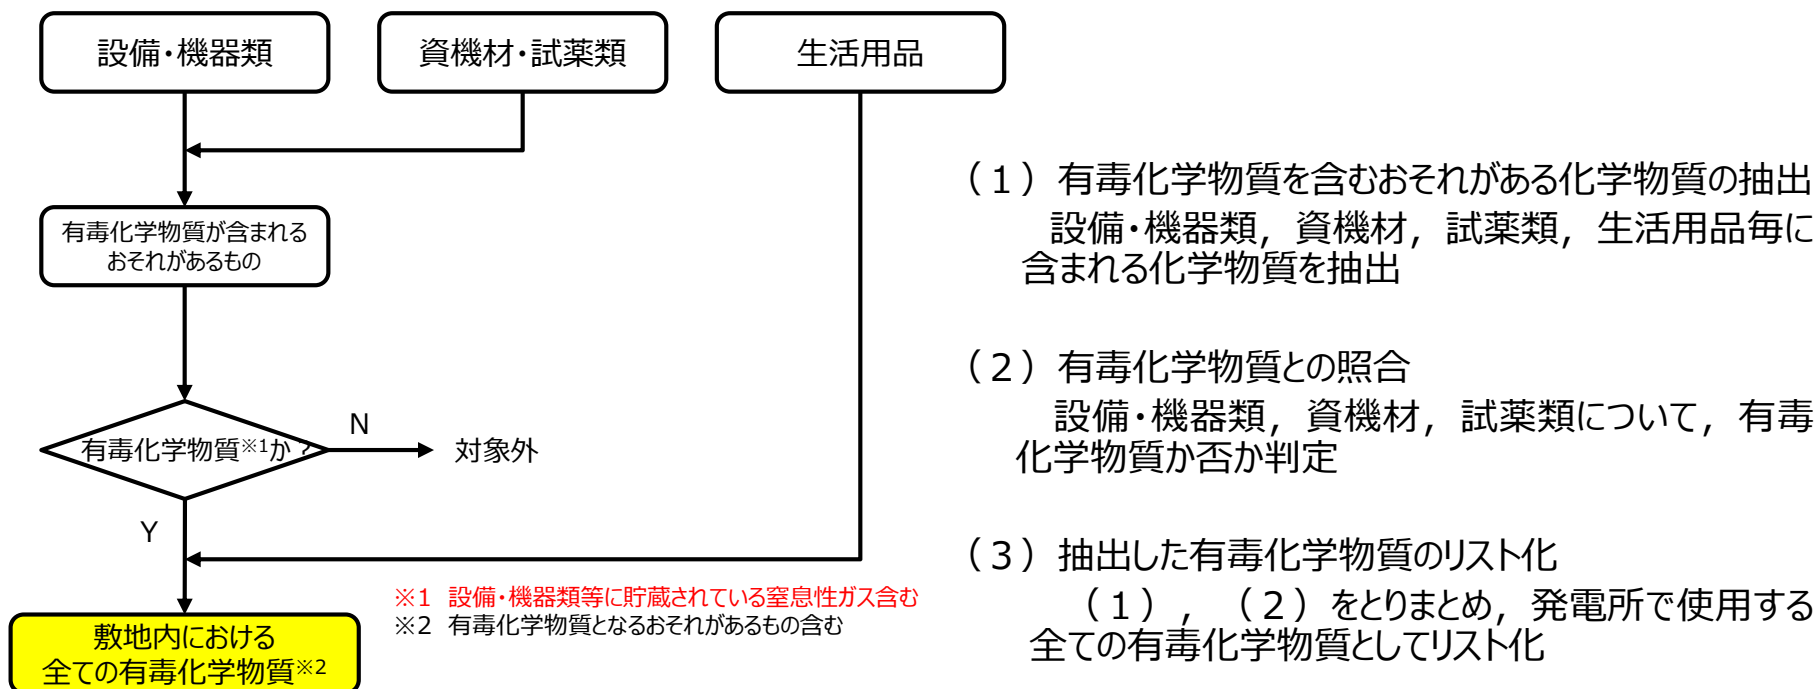 設備・機器類
資機材・試薬類
生活用品
有毒化学物質が含まれる
おそれがあるもの
有毒化学物質※1か？
N
対象外
Y
敷地内における
全ての有毒化学物質※2
※1 設備・機器類等に貯蔵されている窒息性ガス含む
※2 有毒化学物質となるおそれがあるもの含む
（１）有毒化学物質を含むおそれがある化学物質の抽出
設備・機器類，資機材，試薬類，生活用品毎に
含まれる化学物質を抽出
（２）有毒化学物質との照合
設備・機器類，資機材，試薬類について，有毒
化学物質か否か判定
（３）抽出した有毒化学物質のリスト化
（１），（２）をとりまとめ，発電所で使用する
全ての有毒化学物質としてリスト化